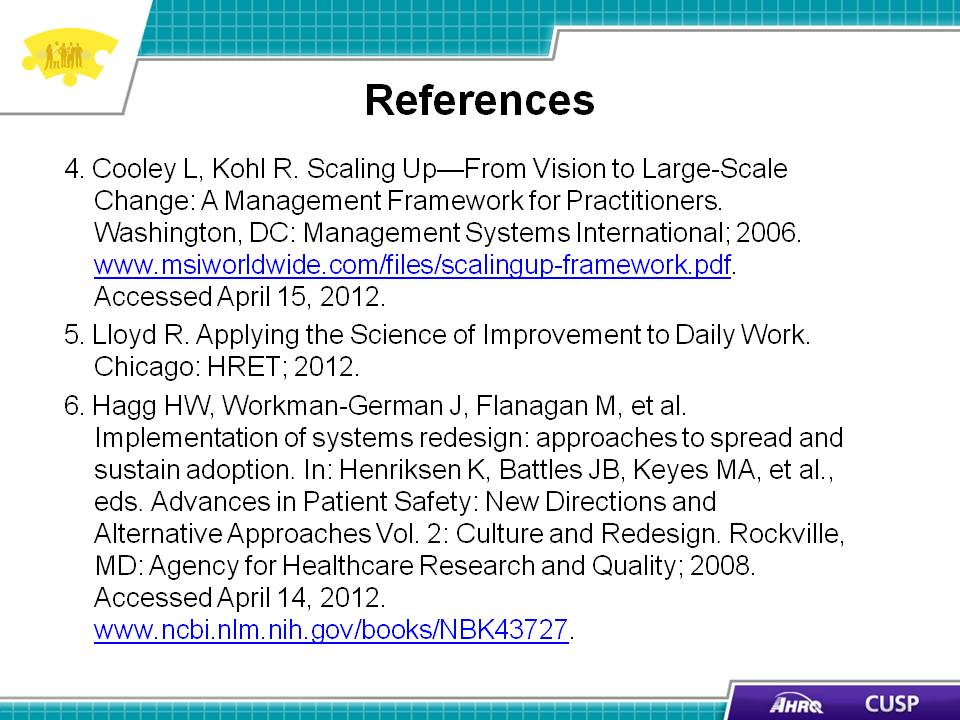 References
4. Cooley L, Kohl R. Scaling Up—From Vision to Large-Scale
Change: A Management Framework for Practitioners.
Washington, DC: Management Systems International; 2006.
www.msiworldwide.com/files/scalingup-framework.pdf.
Accessed April 15, 2012.
5. Lloyd R. Applying the Science of Improvement to Daily Work.
Chicago: HRET; 2012.
6. Hagg HW, Workman-German J, Flanagan M, et al.
Implementation of systems redesign: approaches to spread and
sustain adoption. In: Henriksen K, Battles JB, Keyes MA, et al.,
eds. Advances in Patient Safety: New Directions and
Alternative Approaches Vol. 2: Culture and Redesign. Rockville,
MD: Agency for Healthcare Research and Quality; 2008.
Accessed April 14, 2012.
www.ncbi.nlm.nih.gov/books/NBK43727.
AHRQ CUSP